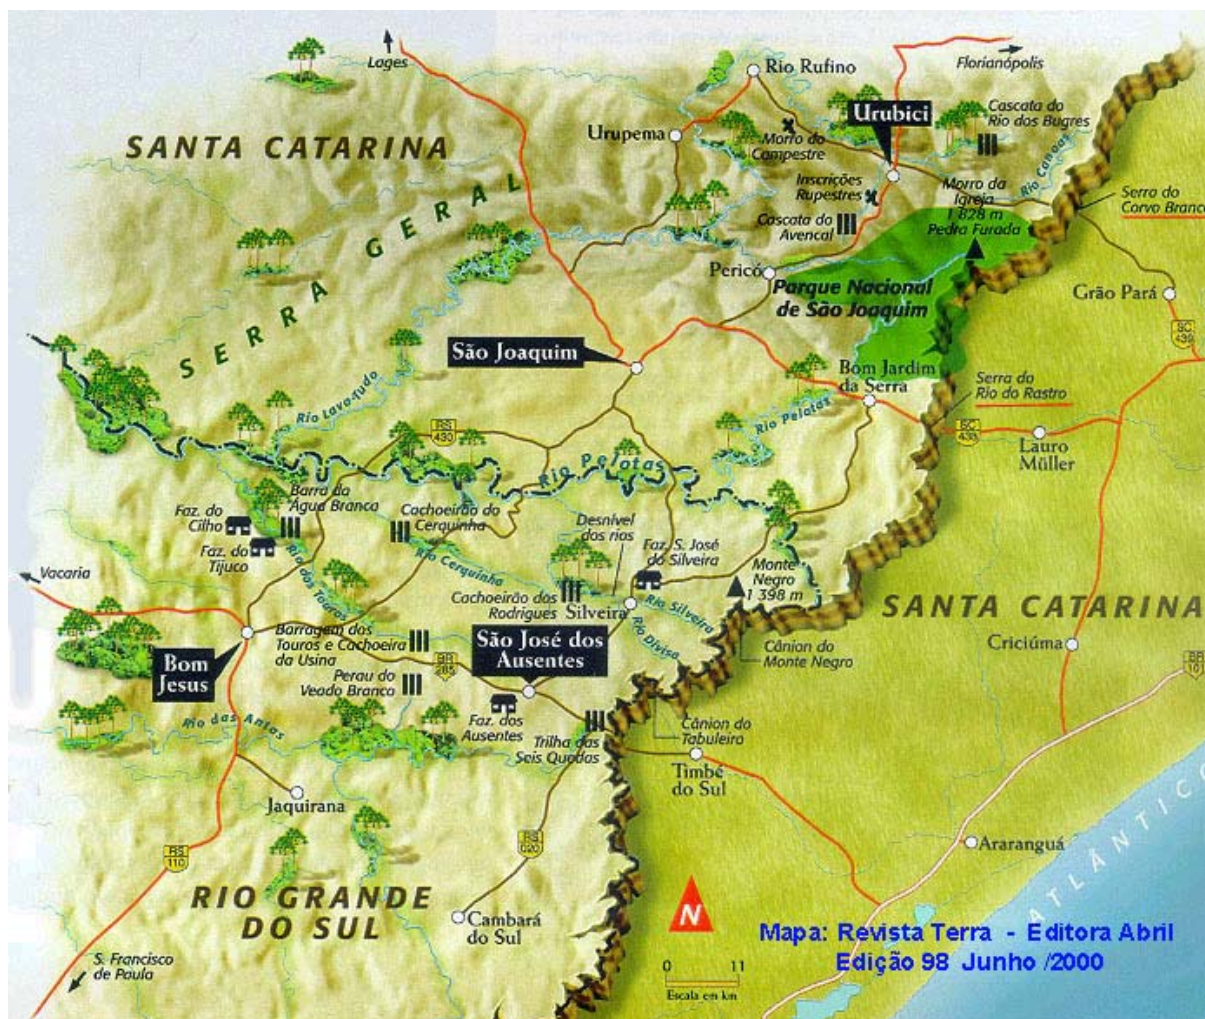 Lages
Rio Rufino
Florianópolis
Urupema
Urubici
Cascata do
Rio dos Bugres
SANTA CATARINA
Morro do
Campestre
Rio Canoas
Inscrições
Rupestres
Morro da
Igreja
1 828 m
Pedra Furada
Serra do
Corvo Branco
SERRA GERAL
Cascata do
Avencal
Pericó
Parque Nacional
de São Joaquim
Grão Pará
SC
439
São Joaquim
Bom Jardim
da Serra
Serra do
Rio do Rastro
Rio Lava-tudo
Rio Pelotas
RS
430
SC
438
Lauro
Müller
Rio Pelotas
Barra da
Água Branca
Cachoeirão do
Cerquinha
Faz. do
Cilho
Faz. do
Tijuco
Desnível
dos rios
Faz. S. José
do Silveira
Rio dos Touros
Rio Cerquinha
Vacaria
Monte
Negro
1 398 m
Cachoeirão dos
Rodrigues
Silveira
Rio Silveira
Rio Divisa
SANTA CATARINA
Barragem dos
Touros e Cachoeira
da Usina
São José dos
Ausentes
Cânion do
Monte Negro
Criciúma
Bom
Jesus
BR
285
BR
101
Perau do
Veado Branco
Faz. dos
Ausentes
Rio das Antas
Trilha das
Seis Quedas
Cânion do
Tabuleiro
Timbé
do Sul
Jaquirana
RS
110
RS
020
Araranguá
ATLÂNTICO
RIO GRANDE
DO SUL
Cambará
do Sul
N
Mapa: Revista Terra - Editora Abril
Edição 98 Junho /2000
S. Francisco
de Paula
0 11
Escala em km